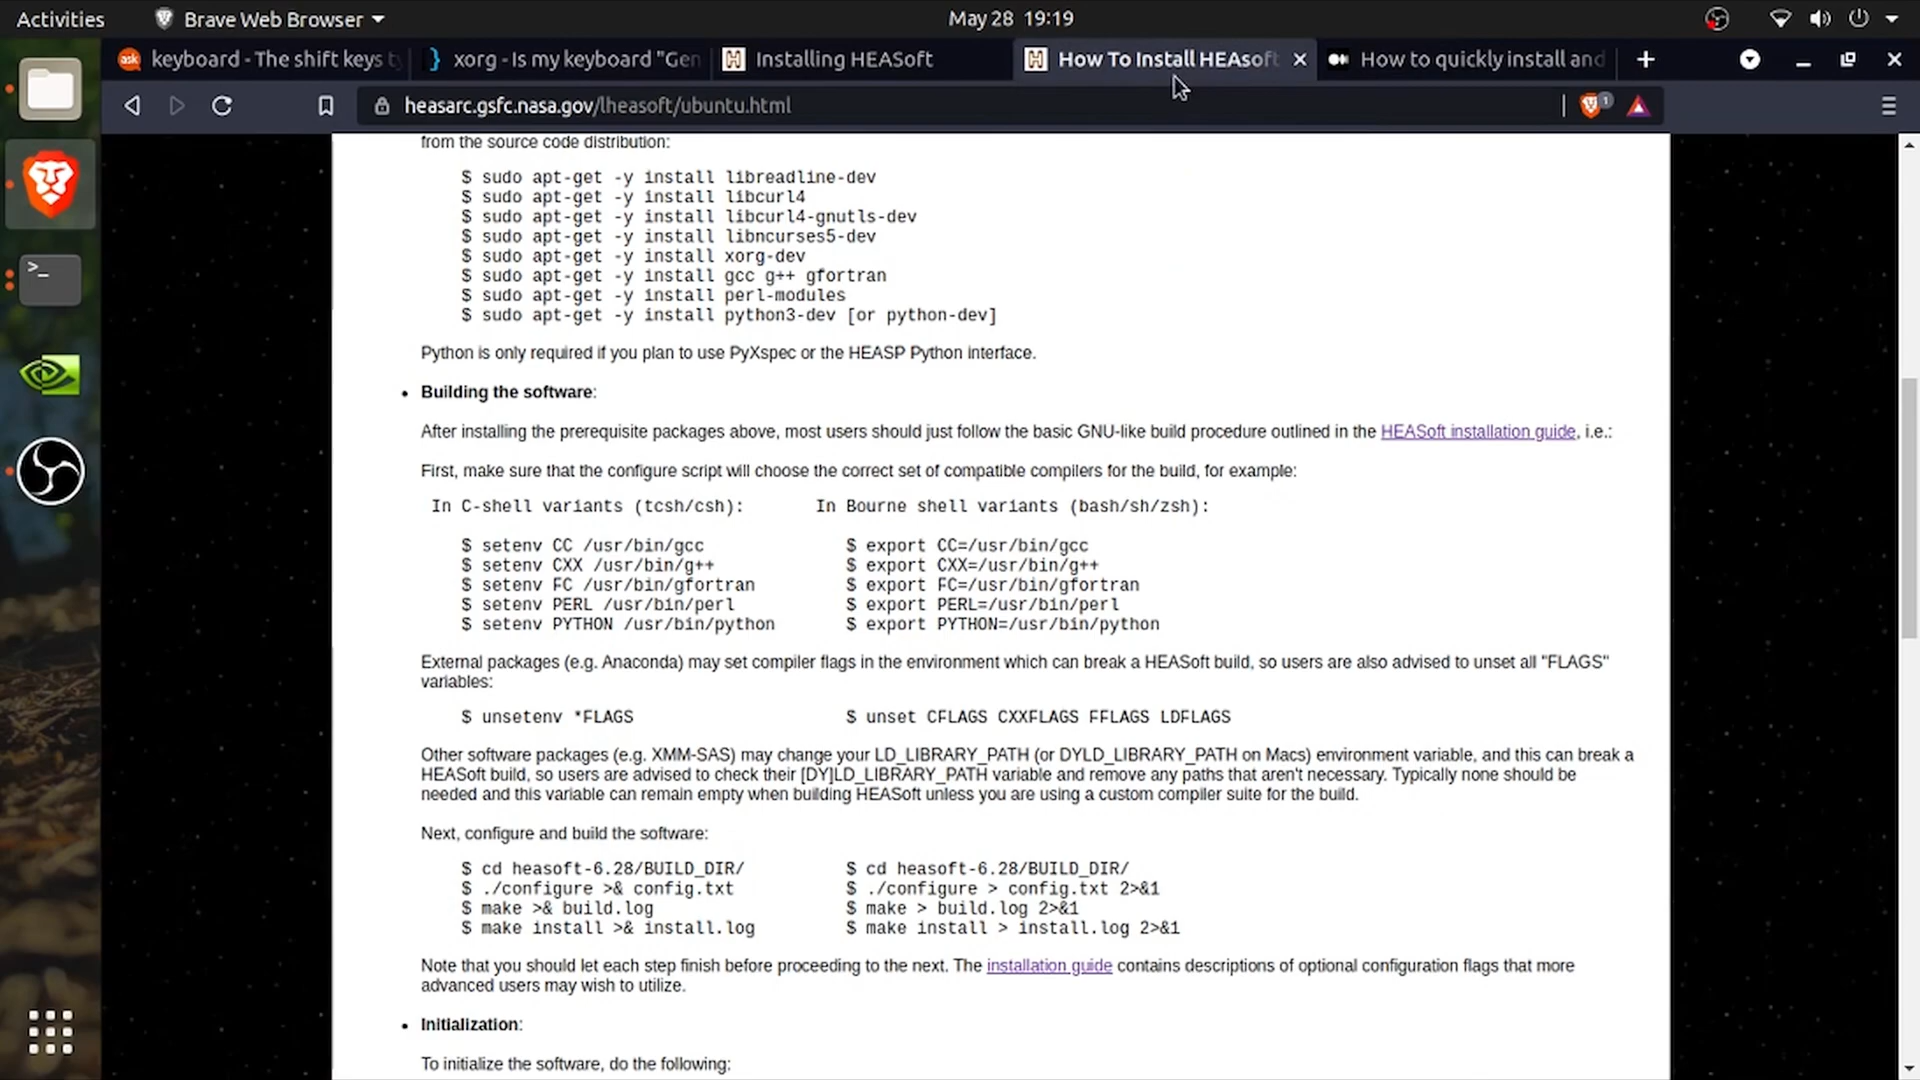 Activities Brave Web Browser May 28 19:19
keyboard - The shift keys ty xorg - Is my keyboard "Gen Installing HEASoft How To Install HEAsoft How to quickly install and
heasarc.gsfc.nasa.gov/lheasoft/ubuntu.html 1
from the source code distribution:
$ sudo apt-get -y install libreadline-dev
$ sudo apt-get -y install libcurl4
$ sudo apt-get -y install libcurl4-gnutls-dev
$ sudo apt-get -y install libncurses5-dev
$ sudo apt-get -y install xorg-dev
$ sudo apt-get -y install gcc g++ gfortran
$ sudo apt-get -y install perl-modules
$ sudo apt-get -y install python3-dev [or python-dev]
Python is only required if you plan to use PyXspec or the HEASP Python interface.
• Building the software:
After installing the prerequisite packages above, most users should just follow the basic GNU-like build procedure outlined in the HEASoft installation guide, i.e.:
First, make sure that the configure script will choose the correct set of compatible compilers for the build, for example:
In C-shell variants (tcsh/csh): In Bourne shell variants (bash/sh/zsh):
$ setenv CC /usr/bin/gcc $ export CC=/usr/bin/gcc
$ setenv CXX /usr/bin/g++ $ export CXX=/usr/bin/g++
$ setenv FC /usr/bin/gfortran $ export FC=/usr/bin/gfortran
$ setenv PERL /usr/bin/perl $ export PERL=/usr/bin/perl
$ setenv PYTHON /usr/bin/python $ export PYTHON=/usr/bin/python
External packages (e.g. Anaconda) may set compiler flags in the environment which can break a HEASoft build, so users are also advised to unset all "FLAGS"
variables:
$ unsetenv *FLAGS $ unset CFLAGS CXXFLAGS FFLAGS LDFLAGS
Other software packages (e.g. XMM-SAS) may change your LD_LIBRARY_PATH (or DYLD_LIBRARY_PATH on Macs) environment variable, and this can break a
HEASoft build, so users are advised to check their [DY]LD_LIBRARY_PATH variable and remove any paths that aren't necessary. Typically none should be
needed and this variable can remain empty when building HEASoft unless you are using a custom compiler suite for the build.
Next, configure and build the software:
$ cd heasoft-6.28/BUILD_DIR/ $ cd heasoft-6.28/BUILD_DIR/
$ ./configure >& config.txt $ ./configure > config.txt 2>&1
$ make >& build.log $ make > build.log 2>&1
$ make install >& install.log $ make install > install.log 2>&1
Note that you should let each step finish before proceeding to the next. The installation guide contains descriptions of optional configuration flags that more
advanced users may wish to utilize.
• Initialization:
To initialize the software, do the following: